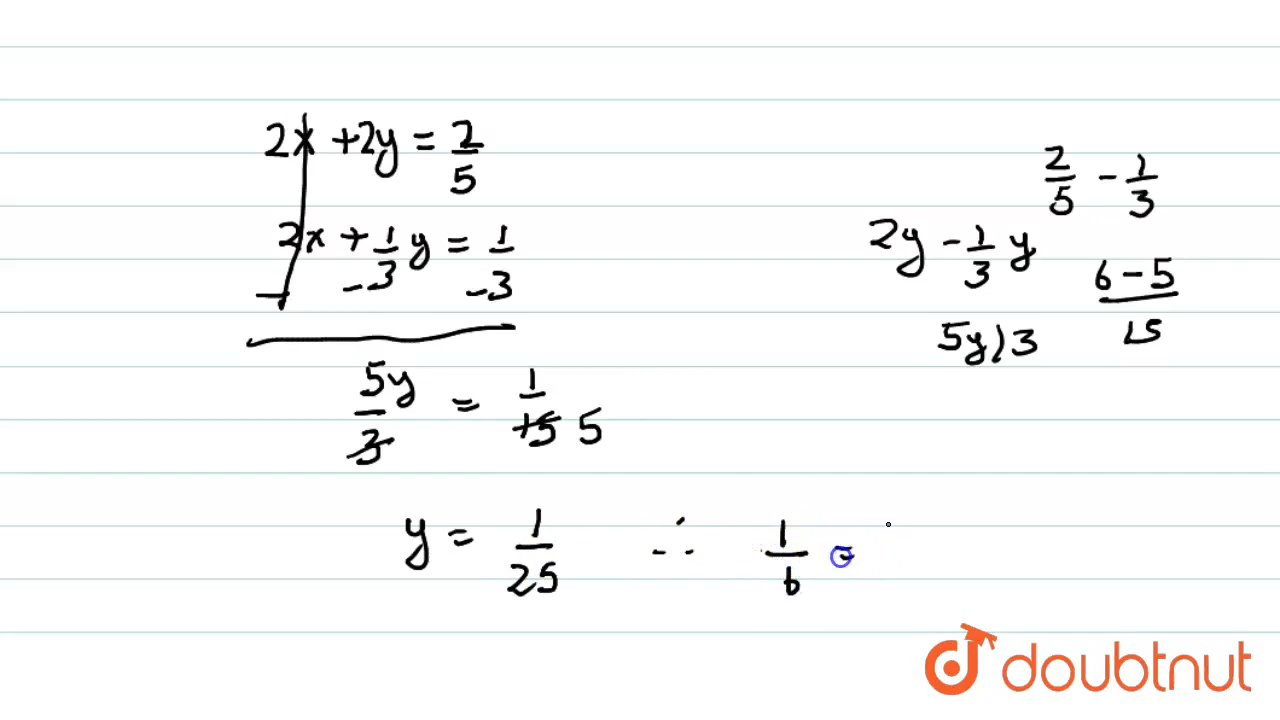 2x + 2y = 2/5
2x + 1/3 y = 1/3
- - -
5y/3 = 1/15 5
y = 1/25 ∴ 1/b =
2/5 - 1/3
2y - 1/3 y
6 - 5/15
5y/3
doubtnut